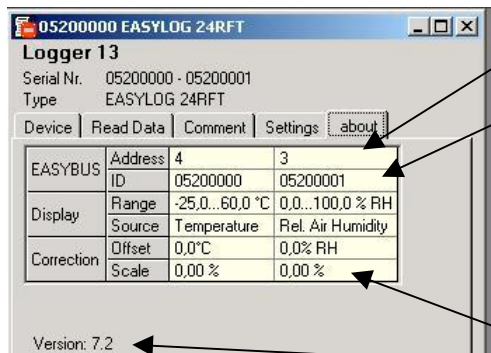 05200000 EASYLOG 24RFT
Logger 13
Serial Nr. 05200000 - 05200001
Type EASYLOG 24RFT
Device Read Data Comment Settings about
EASYBUS Address 4 3
ID 05200000 05200001
Display Range -25,0...60,0 °C 0,0...100,0 % RH
Source Temperature Rel. Air Humidity
Correction Offset 0,0°C 0,0% RH
Scale 0,00 % 0,00 %
Version: 7.2